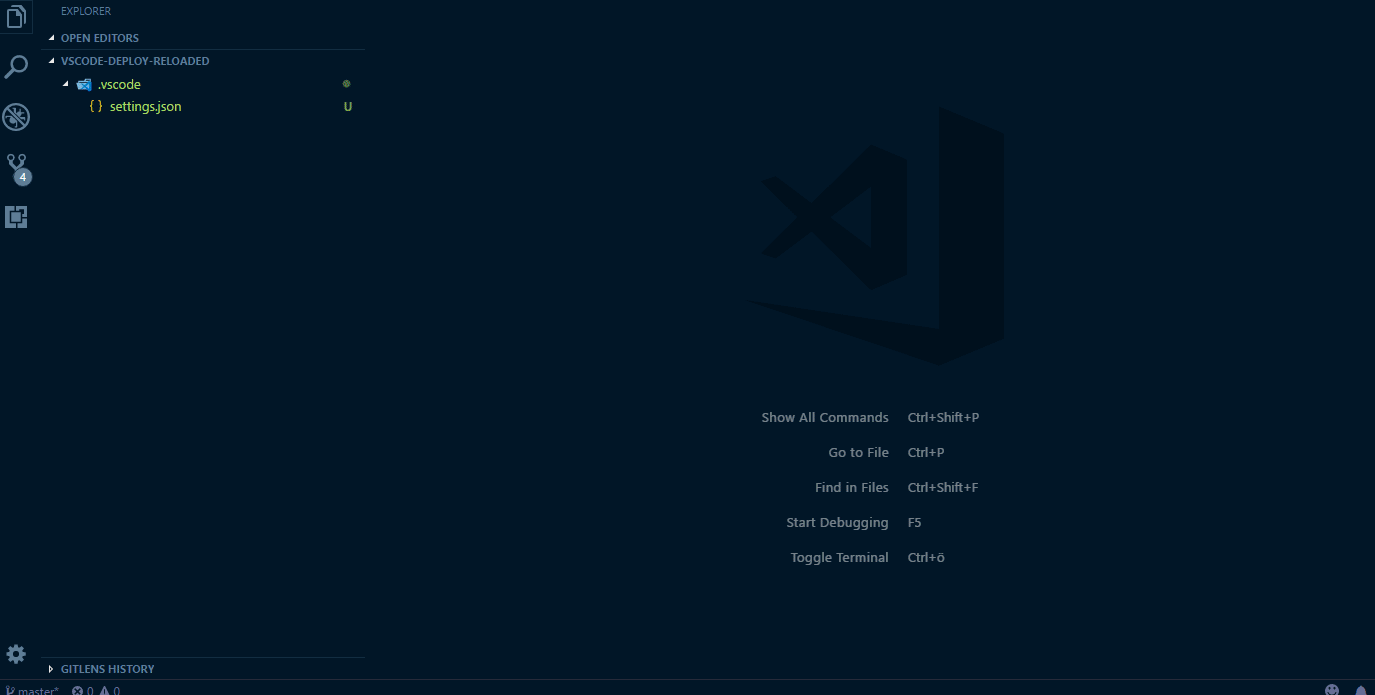 EXPLORER
OPEN EDITORS
VSCODE-DEPLOY-RELOADED
.vscode
{ } settings.json U
4
Show All Commands Ctrl+Shift+P
Go to File Ctrl+P
Find in Files Ctrl+Shift+F
Start Debugging F5
Toggle Terminal Ctrl+ö
GITLENS HISTORY
master* 0 0